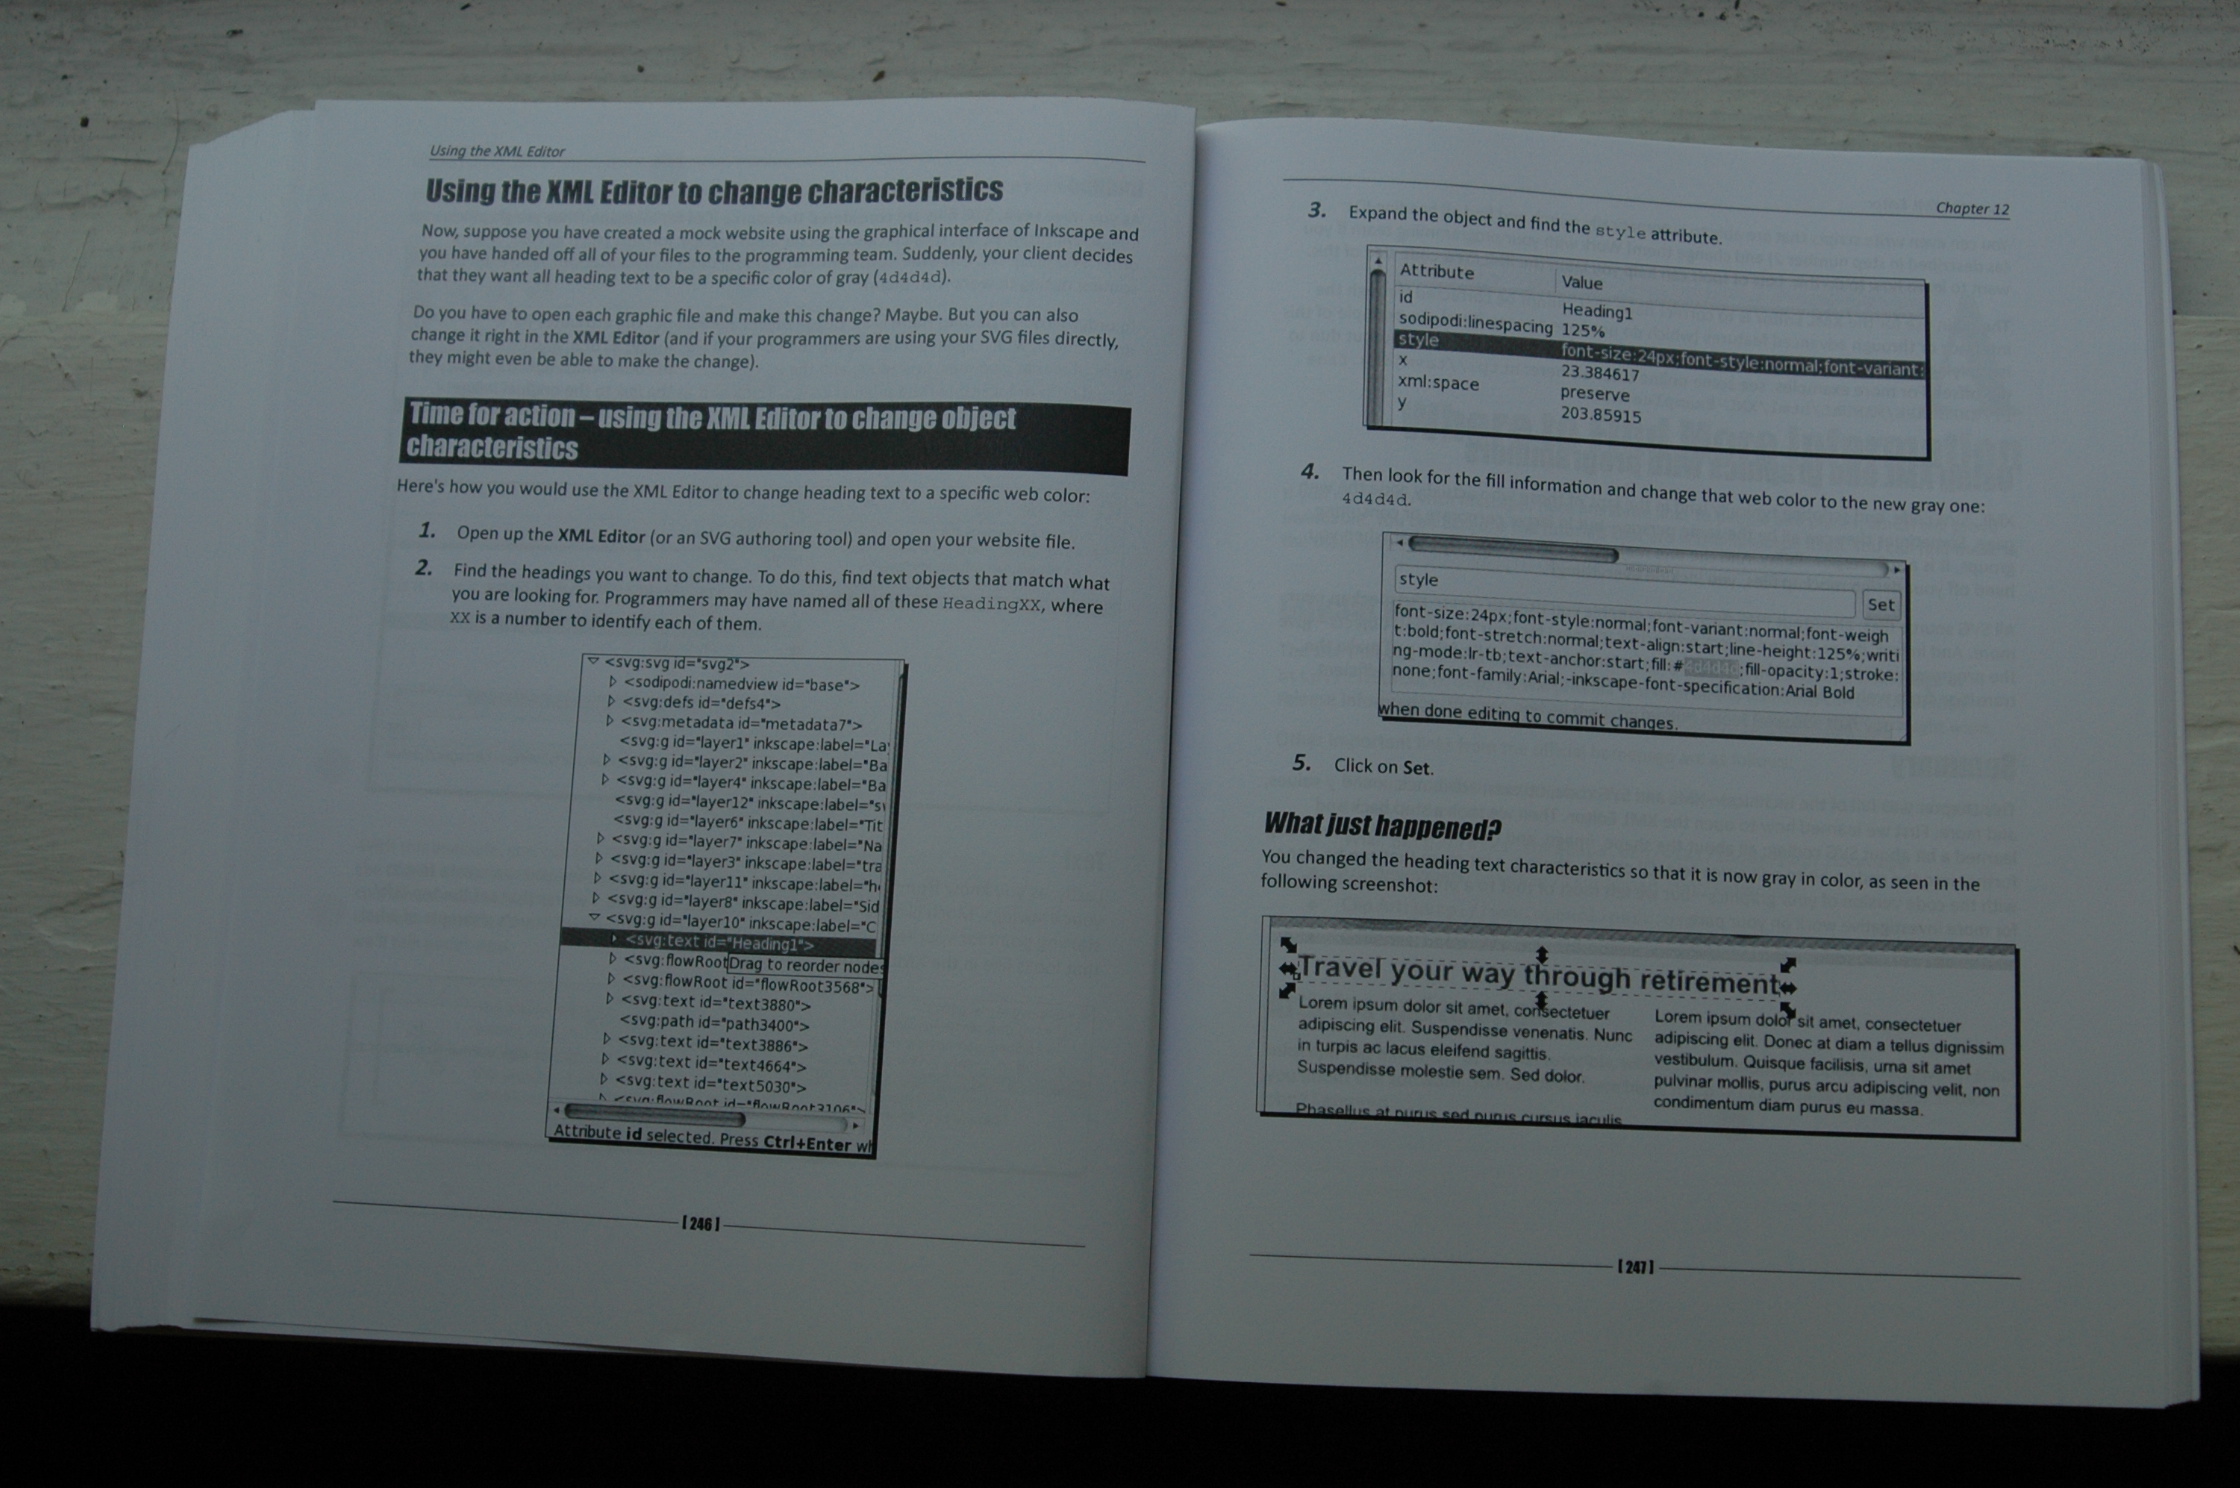 Using the XML Editor
Using the XML Editor to change characteristics
Now, suppose you have created a mock website using the graphical interface of Inkscape and
you have handed off all of your files to the programming team. Suddenly, your client decides
that they want all heading text to be a specific color of gray (4d4d4d).
Do you have to open each graphic file and make this change? Maybe. But you can also
change it right in the XML Editor (and if your programmers are using your SVG files directly,
they might even be able to make the change).
Time for action – using the XML Editor to change object
characteristics
Here's how you would use the XML Editor to change heading text to a specific web color:
1. Open up the XML Editor (or an SVG authoring tool) and open your website file.
2. Find the headings you want to change. To do this, find text objects that match what
you are looking for. Programmers may have named all of these HeadingXX, where
XX is a number to identify each of them.
<svg:svg id="svg2">
<sodipodi:namedview id="base">
<svg:defs id="defs4">
<svg:metadata id="metadata7">
<svg:g id="layer1" inkscape:label="La
<svg:g id="layer2" inkscape:label="Ba
<svg:g id="layer4" inkscape:label="Ba
<svg:g id="layer12" inkscape:label="s
<svg:g id="layer6" inkscape:label="Tit
<svg:g id="layer7" inkscape:label="Na
<svg:g id="layer3" inkscape:label="tra
<svg:g id="layer11" inkscape:label="h
<svg:g id="layer8" inkscape:label="Sid
<svg:g id="layer10" inkscape:label="C
<svg:text id="Heading1">
<svg:flowRoot Drag to reorder nodes
<svg:flowRoot id="flowRoot3568">
<svg:text id="text3880">
<svg:path id="path3400">
<svg:text id="text3886">
<svg:text id="text4664">
<svg:text id="text5030">
<svg:flowRoot id="flowRoot3106">
Attribute id selected. Press Ctrl+Enter wh
[ 246 ]
Chapter 12
3. Expand the object and find the style attribute.
Attribute Value
id Heading1
sodipodi:linespacing 125%
style font-size:24px;font-style:normal;font-variant:
x 23.384617
xml:space preserve
y 203.85915
4. Then look for the fill information and change that web color to the new gray one:
4d4d4d.
style
Set
font-size:24px;font-style:normal;font-variant:normal;font-weigh
t:bold;font-stretch:normal;text-align:start;line-height:125%;writi
ng-mode:lr-tb;text-anchor:start;fill:#4d4d4d;fill-opacity:1;stroke:
none;font-family:Arial;-inkscape-font-specification:Arial Bold
when done editing to commit changes.
5. Click on Set.
What just happened?
You changed the heading text characteristics so that it is now gray in color, as seen in the
following screenshot:
Travel your way through retirement
Lorem ipsum dolor sit amet, consectetuer
adipiscing elit. Suspendisse venenatis. Nunc
in turpis ac lacus eleifend sagittis.
Suspendisse molestie sem. Sed dolor.
Phasellus at purus sed purus cursus iaculis
Lorem ipsum dolor sit amet, consectetuer
adipiscing elit. Donec at diam a tellus dignissim
vestibulum. Quisque facilisis, urna sit amet
pulvinar mollis, purus arcu adipiscing velit, non
condimentum diam purus eu massa.
[ 247 ]